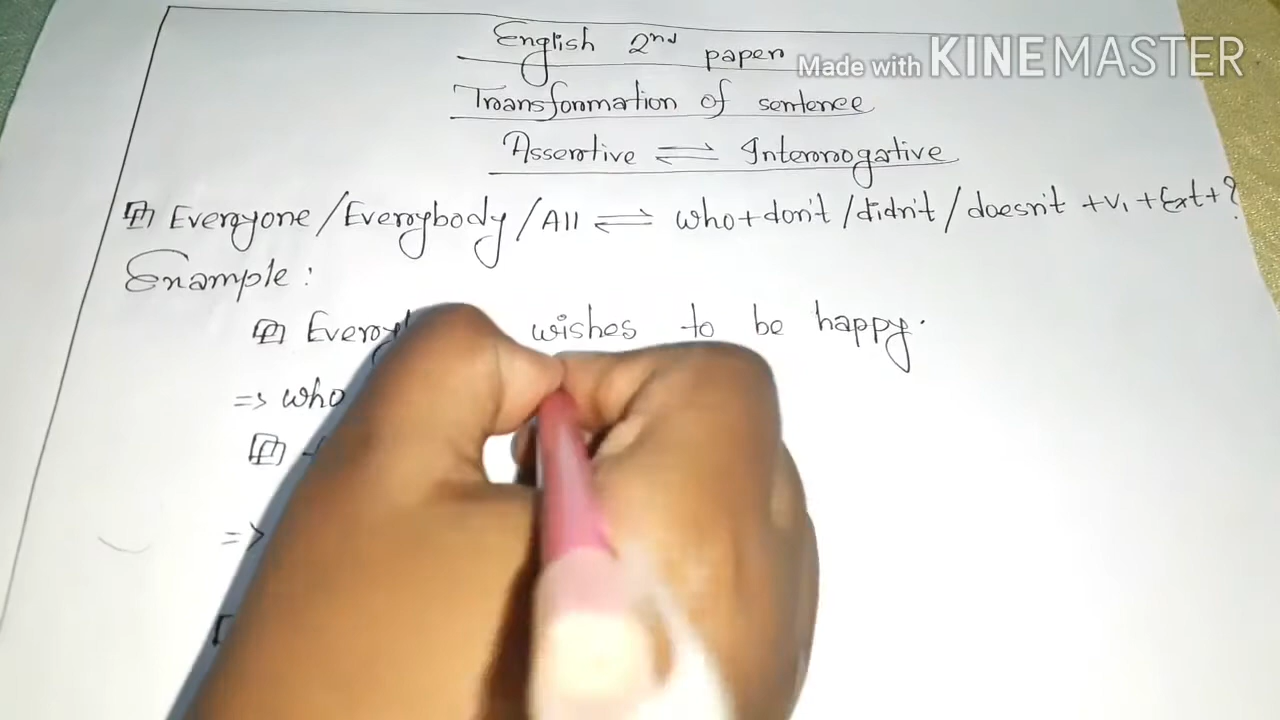 English 2nd paper
Made with KINEMASTER
Transformation of sentence
Assertive ⇌ Interrogative
Everyone / Everybody / All ⇌ who + don't / didn't / doesn't + V₁ + Ext + ?
Example :
wishes to be happy.
=> who
=>